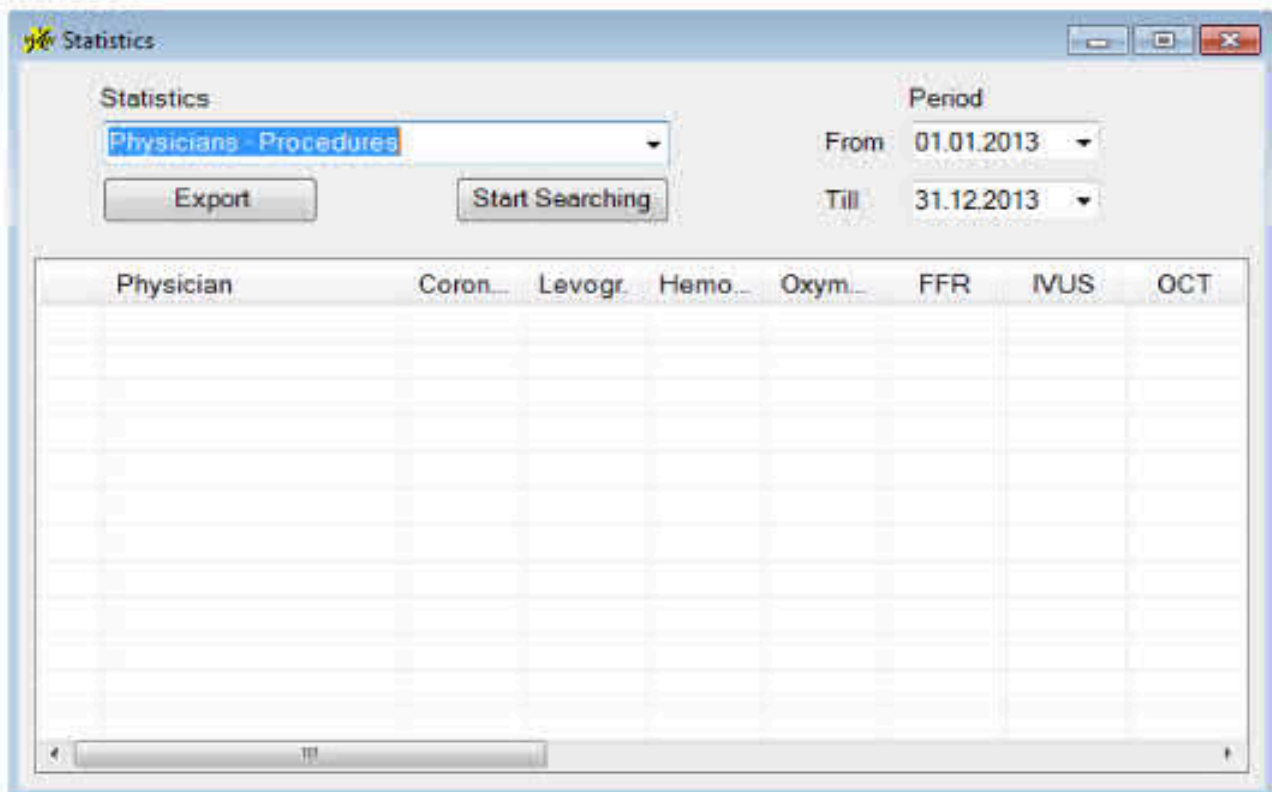 Statistics
Statistics
Period
Physicians - Procedures
From 01.01.2013
Export
Start Searching
Till 31.12.2013
Physician Coron... Levogr. Hemo... Oxym... FFR IVUS OCT